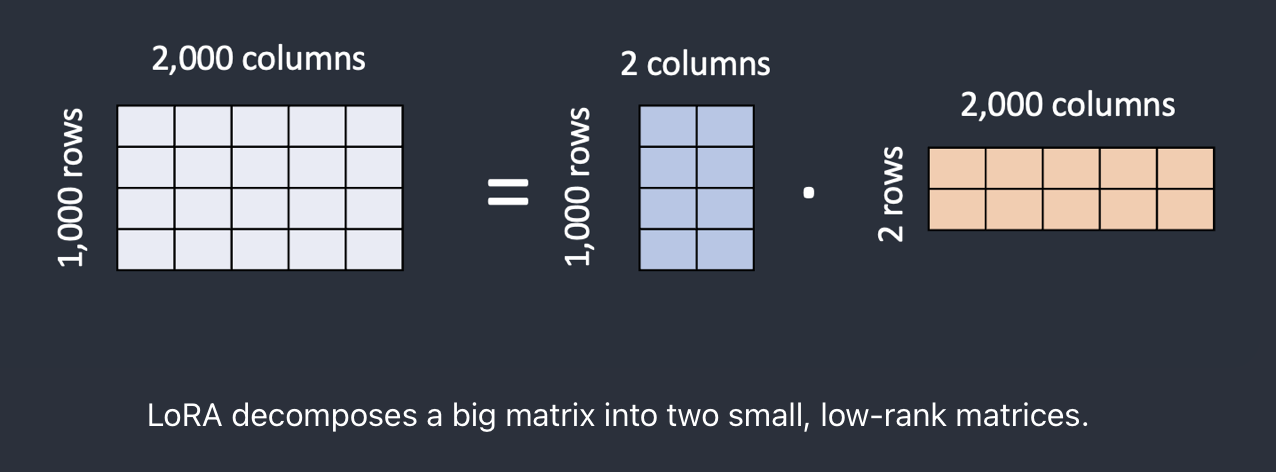 2,000 columns
1,000 rows
=
2 columns
1,000 rows
·
2,000 columns
2 rows
LoRA decomposes a big matrix into two small, low-rank matrices.